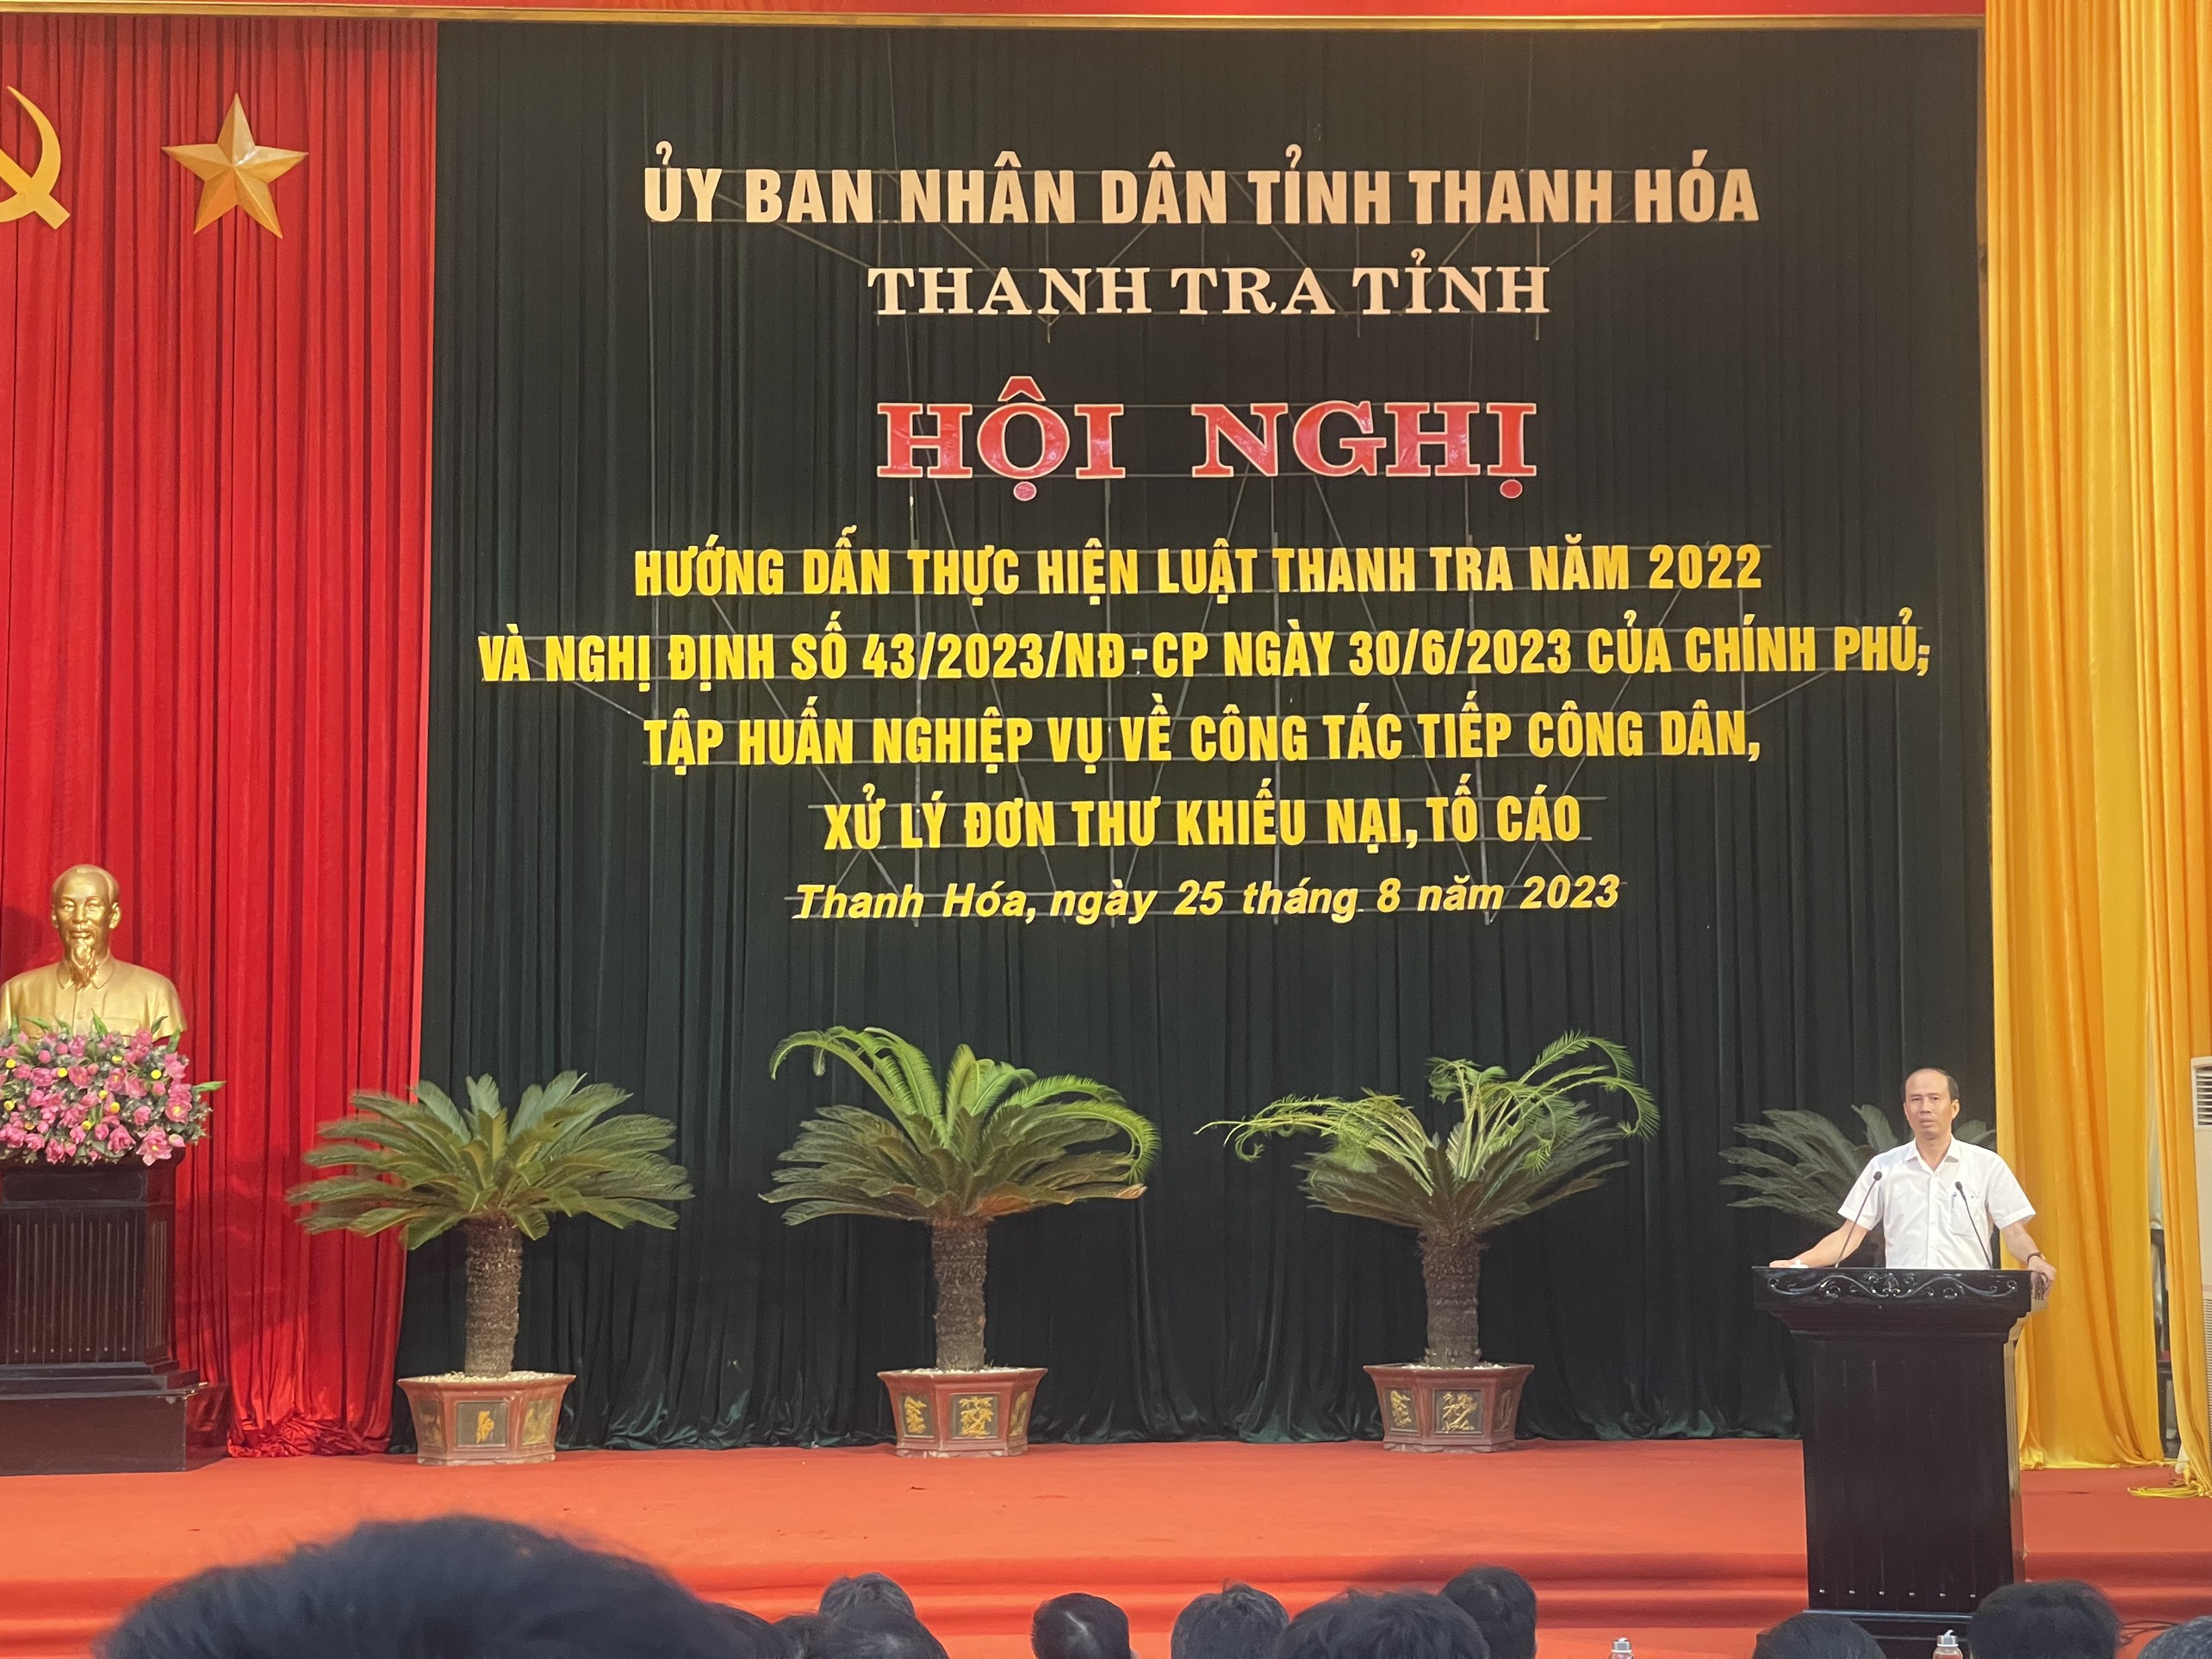 ỦY BAN NHÂN DÂN TỈNH THANH HÓA
THANH TRA TỈNH
HỘI NGHỊ
HƯỚNG DẪN THỰC HIỆN LUẬT THANH TRA NĂM 2022
VÀ NGHỊ ĐỊNH SỐ 43/2023/NĐ-CP NGÀY 30/6/2023 CỦA CHÍNH PHỦ;
TẬP HUẤN NGHIỆP VỤ VỀ CÔNG TÁC TIẾP CÔNG DÂN,
XỬ LÝ ĐƠN THƯ KHIẾU NẠI, TỐ CÁO
Thanh Hóa, ngày 25 tháng 8 năm 2023